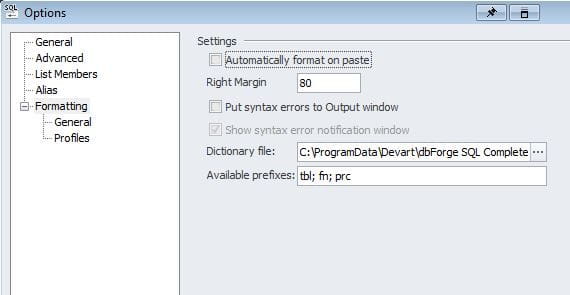 SQL
Options
General
Advanced
List Members
Alias
Formatting
General
Profiles
Settings
Automatically format on paste
Right Margin 80
Put syntax errors to Output window
Show syntax error notification window
Dictionary file: C:\ProgramData\Devart\dbForge SQL Complete ...
Available prefixes: tbl; fn; prc